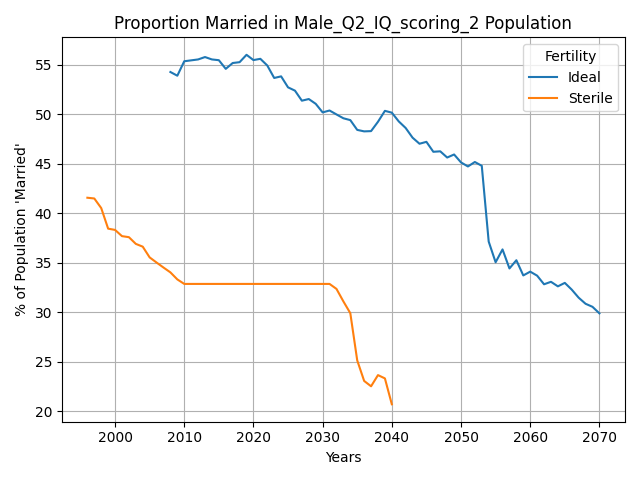 Proportion Married in Male_Q2_IQ_scoring_2 Population
Fertility
Ideal
Sterile
% of Population 'Married'
55
50
45
40
35
30
25
20
2000
2010
2020
2030
2040
2050
2060
2070
Years